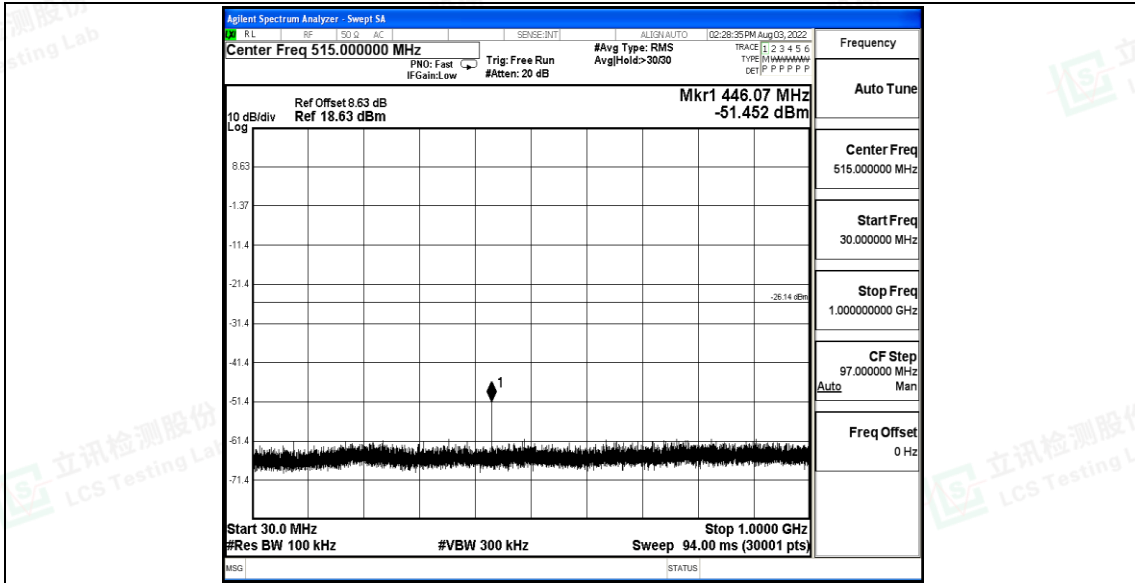 Agilent Spectrum Analyzer - Swept SA
LXI RL RF 50 Ω AC SENSE:INT ALIGN AUTO 02:28:35 PM Aug 03, 2022
Center Freq 515.000000 MHz
PNO: Fast
IFGain:Low
Trig: Free Run
#Atten: 20 dB
#Avg Type: RMS
Avg|Hold:>30/30
TRACE 1 2 3 4 5 6
TYPE M WWWWW
DET P P P P P P
Ref Offset 8.63 dB
Ref 18.63 dBm
10 dB/div
Log
Mkr1 446.07 MHz
-51.452 dBm
8.63
-1.37
-11.4
-21.4
-26.14 dBm
-31.4
-41.4
1
-51.4
-61.4
-71.4
Start 30.0 MHz
Stop 1.0000 GHz
#Res BW 100 kHz
#VBW 300 kHz
Sweep 94.00 ms (30001 pts)
MSG
STATUS
Frequency
Auto Tune
Center Freq
515.000000 MHz
Start Freq
30.000000 MHz
Stop Freq
1.000000000 GHz
CF Step
97.000000 MHz
Auto Man
Freq Offset
0 Hz
立讯检测股份
LCS Testing Lab
立讯检测股份
LCS Testing L
测股份
sting Lab
立讯